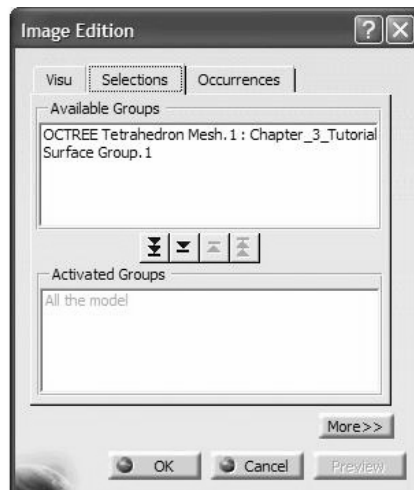 Image Edition
Visu Selections Occurrences
Available Groups
OCTREE Tetrahedron Mesh.1 : Chapter_3_Tutorial
Surface Group.1
Activated Groups
All the model
More>>
OK Cancel Preview